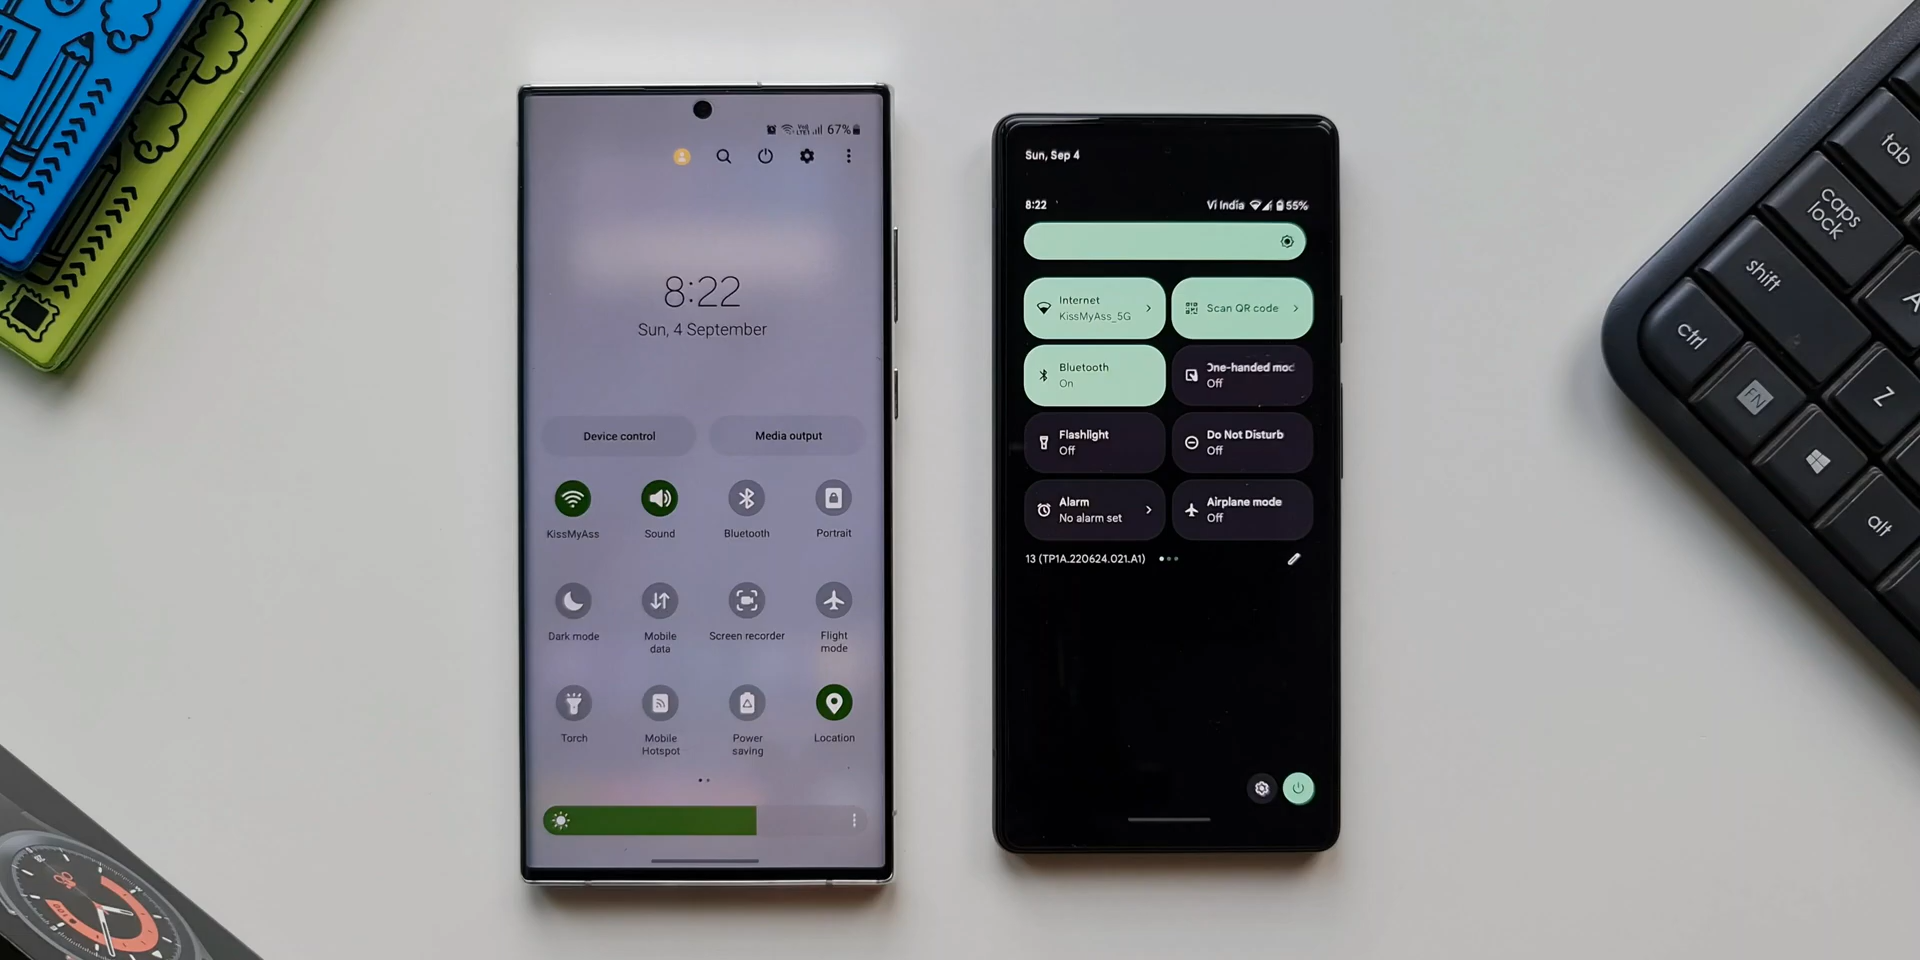 67%
8:22
Sun, 4 September
Device control
Media output
KissMyAss
Sound
Bluetooth
Portrait
Dark mode
Mobile
data
Screen recorder
Flight
mode
Torch
Mobile
Hotspot
Power
saving
Location
Sun, Sep 4
8:22
Vi India
55%
Internet
KissMyAss_5G
Scan QR code
Bluetooth
On
One-handed mod
Off
Flashlight
Off
Do Not Disturb
Off
Alarm
No alarm set
Airplane mode
Off
13 (TP1A.220624.021.A1)
tab
caps
lock
A
shift
ctrl
FN
Z
alt